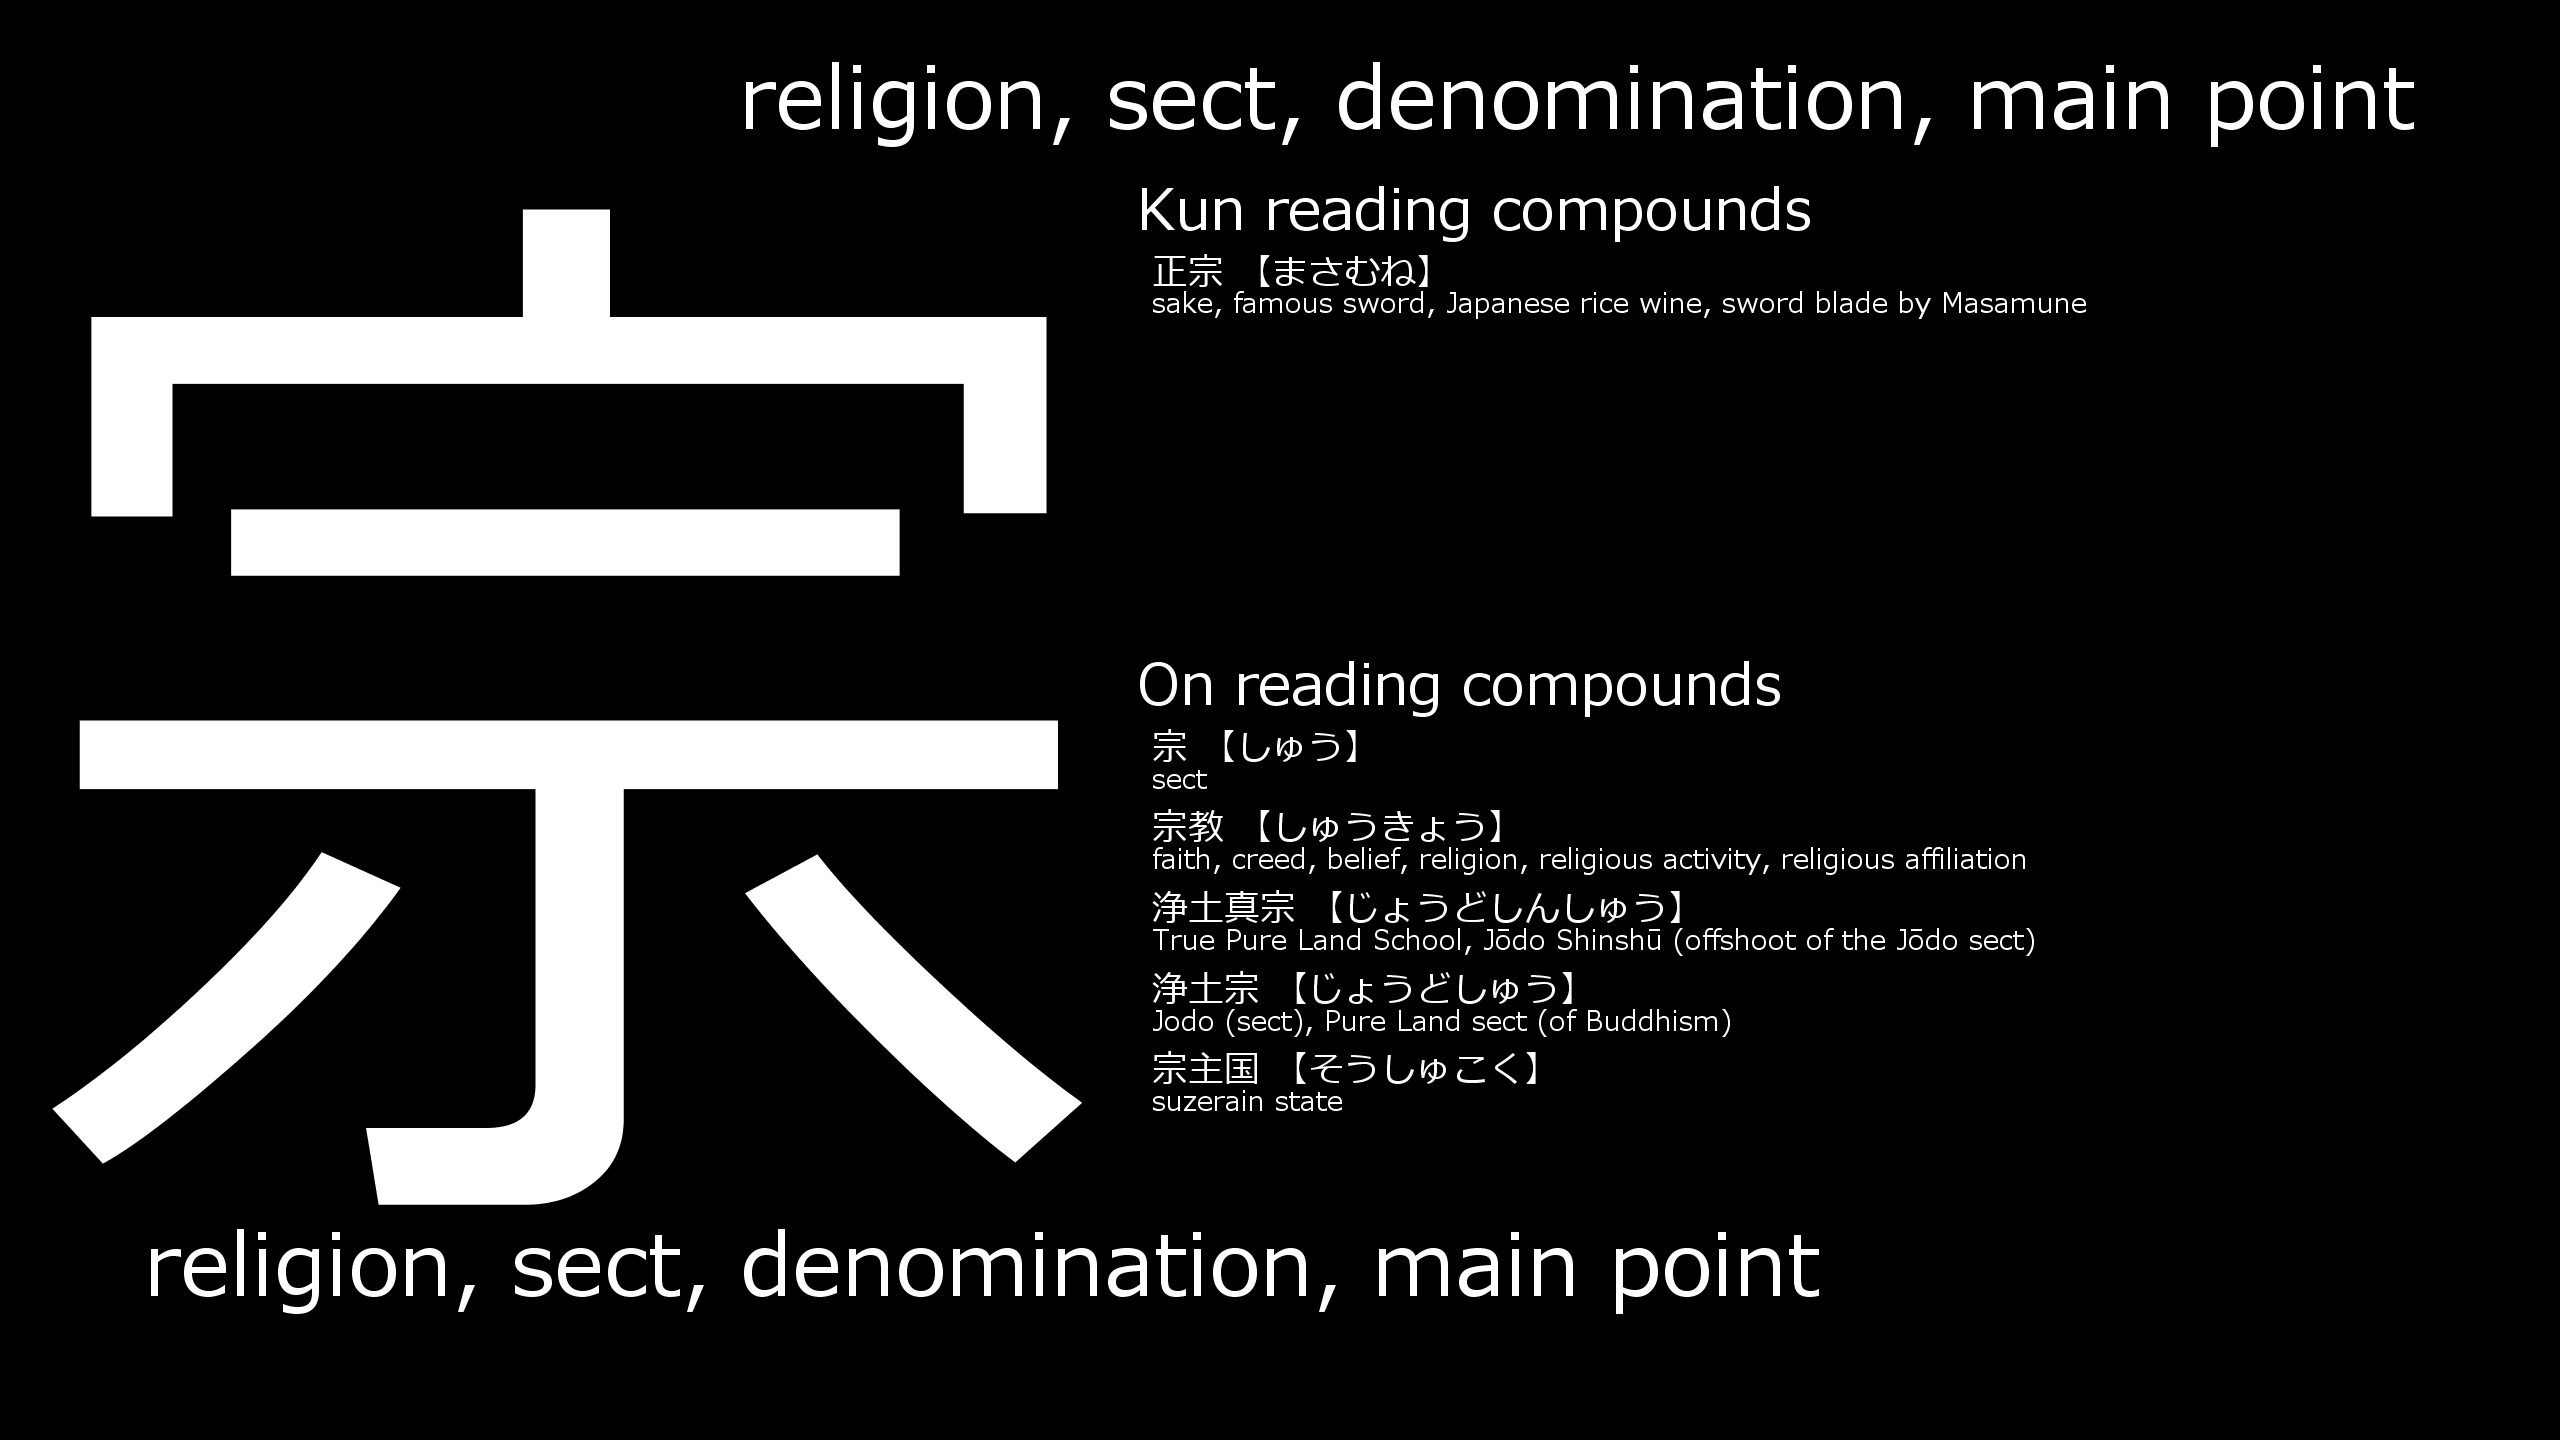 religion, sect, denomination, main point
宗
Kun reading compounds
正宗 【まさむね】
sake, famous sword, Japanese rice wine, sword blade by Masamune
On reading compounds
宗 【しゅう】
sect
宗教 【しゅうきょう】
faith, creed, belief, religion, religious activity, religious affiliation
浄土真宗 【じょうどしんしゅう】
True Pure Land School, Jōdo Shinshū (offshoot of the Jōdo sect)
浄土宗 【じょうどしゅう】
Jodo (sect), Pure Land sect (of Buddhism)
宗主国 【そうしゅこく】
suzerain state
religion, sect, denomination, main point